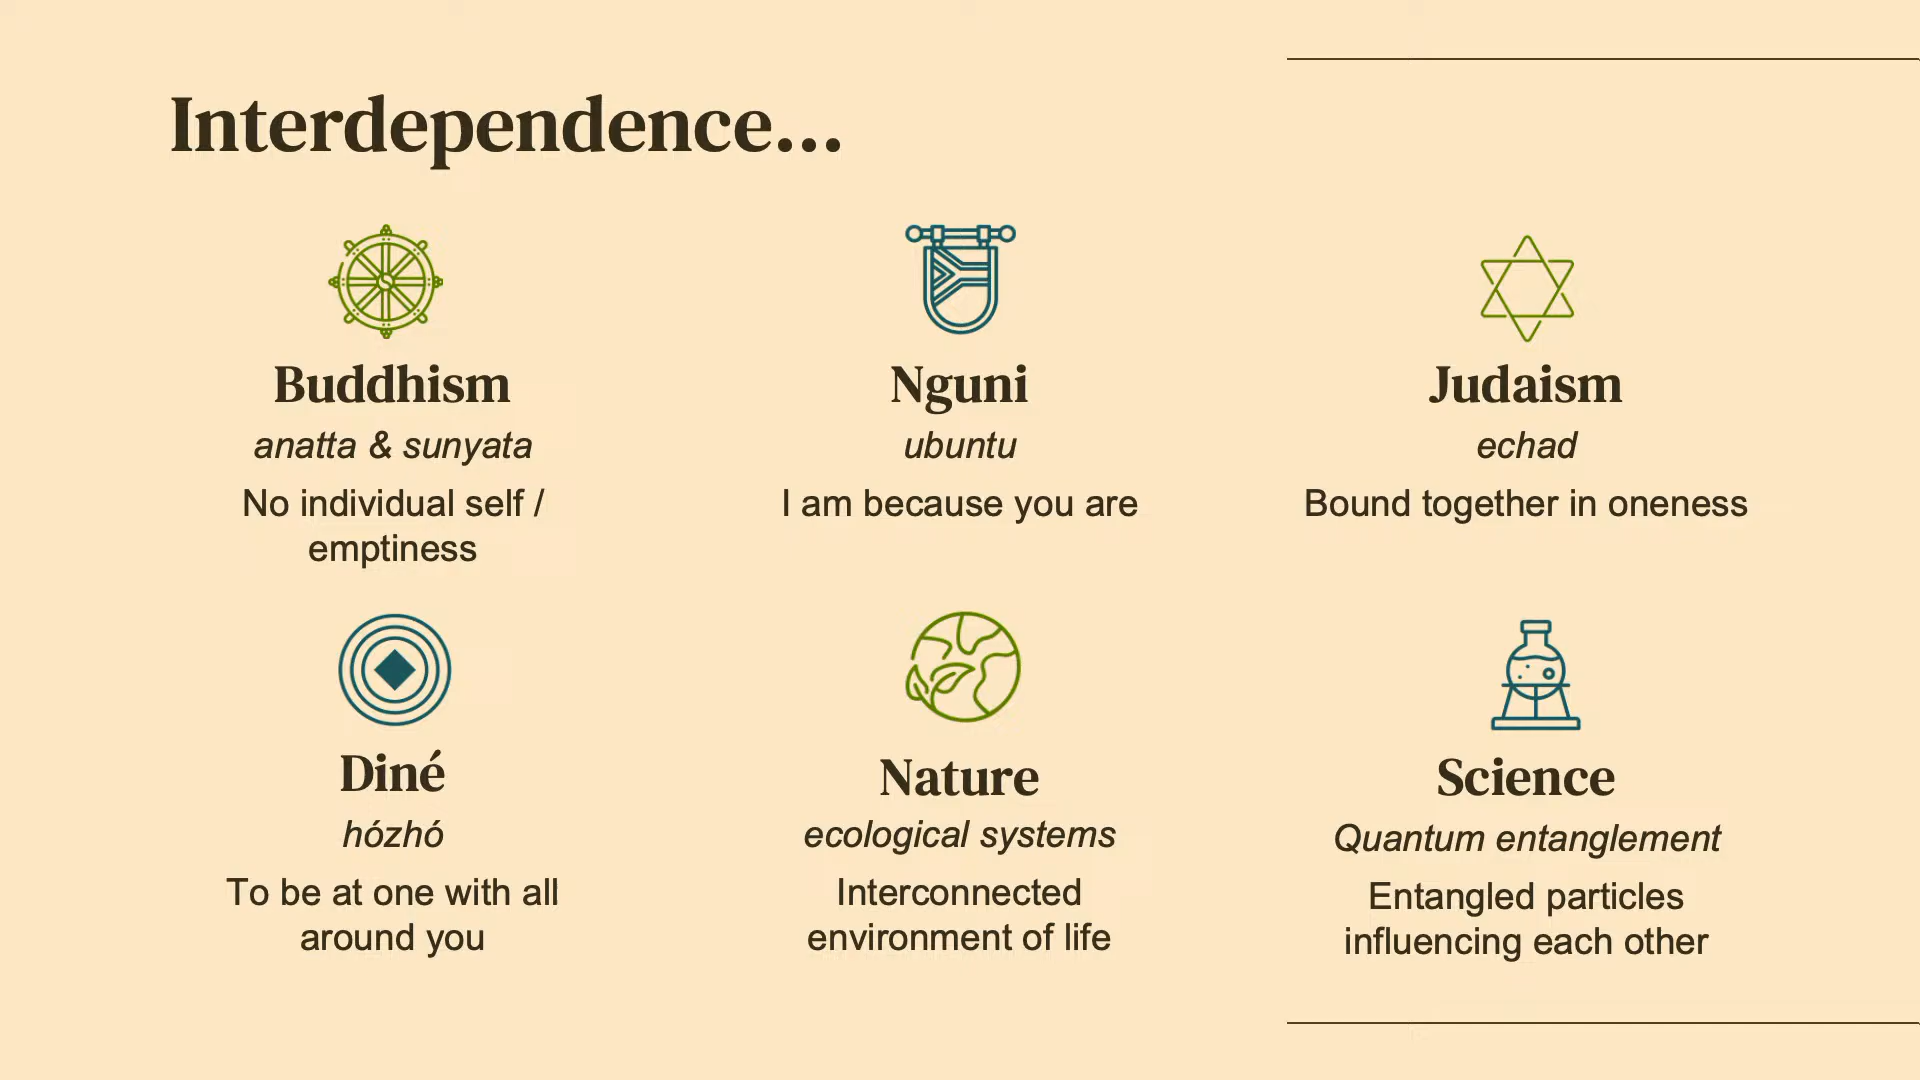 Interdependence...
Buddhism
anatta & sunyata
No individual self /
emptiness
Nguni
ubuntu
I am because you are
Judaism
echad
Bound together in oneness
Diné
hózhó
To be at one with all
around you
Nature
ecological systems
Interconnected
environment of life
Science
Quantum entanglement
Entangled particles
influencing each other